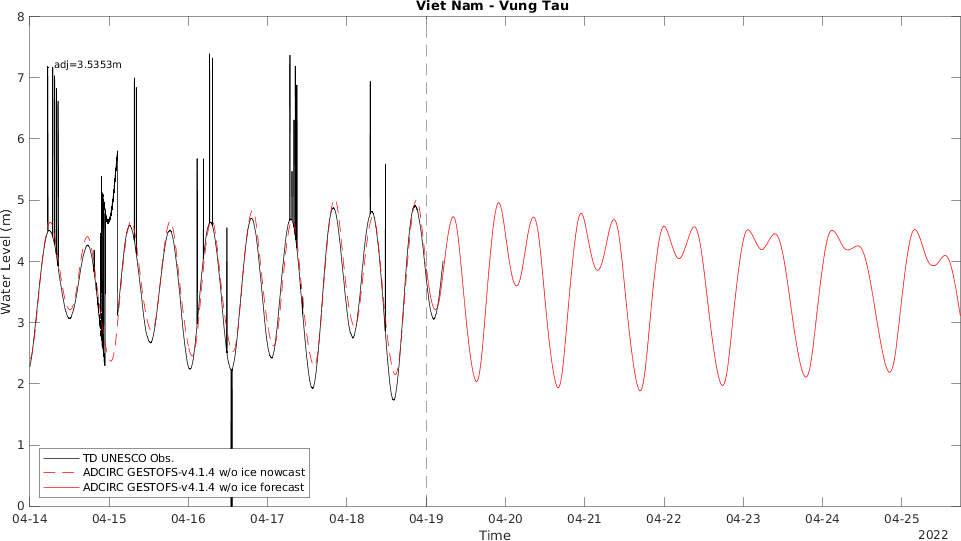 Viet Nam - Vung Tau
8
adj=3.5353m
7
6
5
4
3
2
1
0
Water Level (m)
TD UNESCO Obs.
ADCIRC GESTOFS-v4.1.4 w/o ice nowcast
ADCIRC GESTOFS-v4.1.4 w/o ice forecast
04-14 04-15 04-16 04-17 04-18 04-19 04-20 04-21 04-22 04-23 04-24 04-25
Time
2022